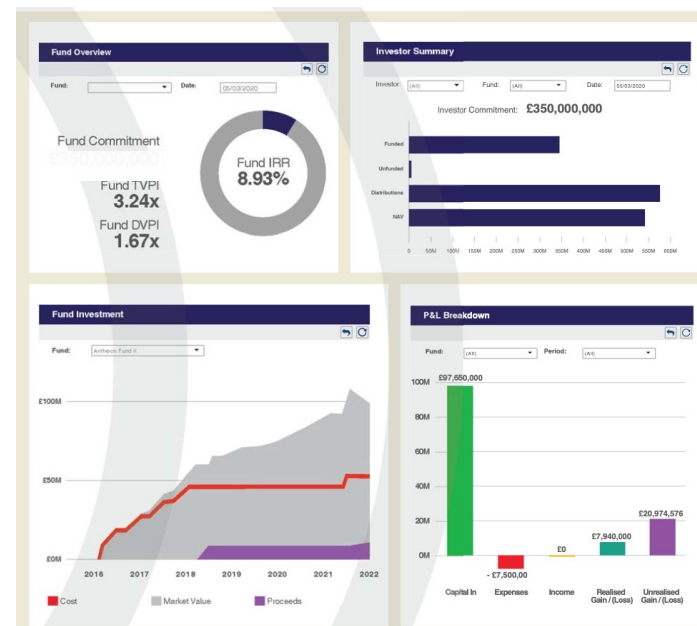 Fund Overview
Fund:
Date:
05/03/2020
Fund Commitment
£350,000,000
Fund TVPI
3.24x
Fund DVPI
1.67x
Fund IRR
8.93%
Investor Summary
Investor:
(All)
Fund:
(All)
Date:
05/03/2020
Investor Commitment: £350,000,000
Funded
Unfunded
Distributions
NAV
0 50M 100M 150M 200M 250M 300M 350M 400M 450M 500M 550M 600M
Fund Investment
Fund:
£100M
£50M
£0M
2016 2017 2018 2019 2020 2021 2022
Cost
Market Value
Proceeds
P&L Breakdown
Fund:
(All)
Period:
(All)
100M
80M
60M
40M
20M
0M
£97,650,000
- £7,500,00
£0
£7,940,000
£20,974,576
Capital In
Expenses
Income
Realised
Gain / (Loss)
Unrealised
Gain / (Loss)